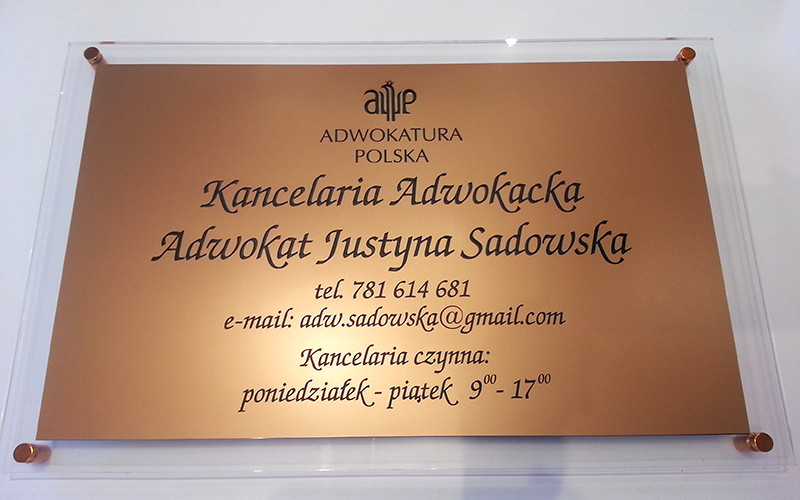 awp
ADWOKATURA
POLSKA
Kancelaria Adwokacka
Adwokat Justyna Sadowska
tel. 781 614 681
e-mail: adw.sadowska@gmail.com
Kancelaria czynna:
poniedziałek - piątek 9⁰⁰- 17⁰⁰